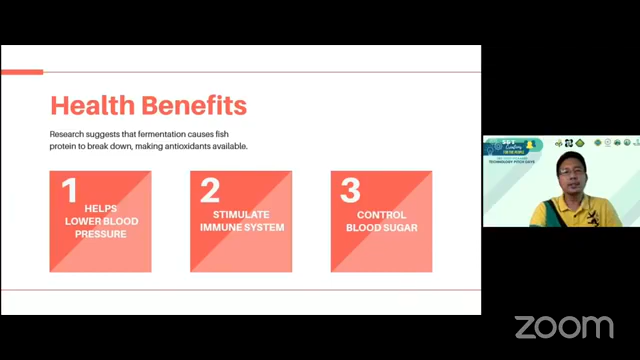 Health Benefits
Research suggests that fermentation causes fish
protein to break down, making antioxidants available.
1
HELPS
LOWER BLOOD
PRESSURE
2
STIMULATE
IMMUNE SYSTEM
3
CONTROL
BLOOD SUGAR
TECHNOLOGY PITCH DAYS
zoom